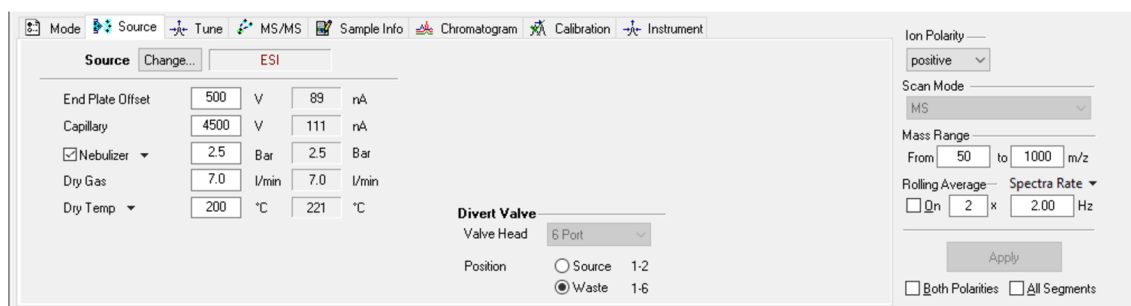 Mode Source Tune MS/MS Sample Info Chromatogram Calibration Instrument
Source Change... ESI
End Plate Offset 500 V 89 nA
Capillary 4500 V 111 nA
Nebulizer 2.5 Bar 2.5 Bar
Dry Gas 7.0 l/min 7.0 l/min
Dry Temp 200 °C 221 °C
Divert Valve
Valve Head 6 Port
Position Source 1-2
Waste 1-6
Ion Polarity
positive
Scan Mode
MS
Mass Range
From 50 to 1000 m/z
Rolling Average Spectra Rate
On 2 x 2.00 Hz
Apply
Both Polarities All Segments